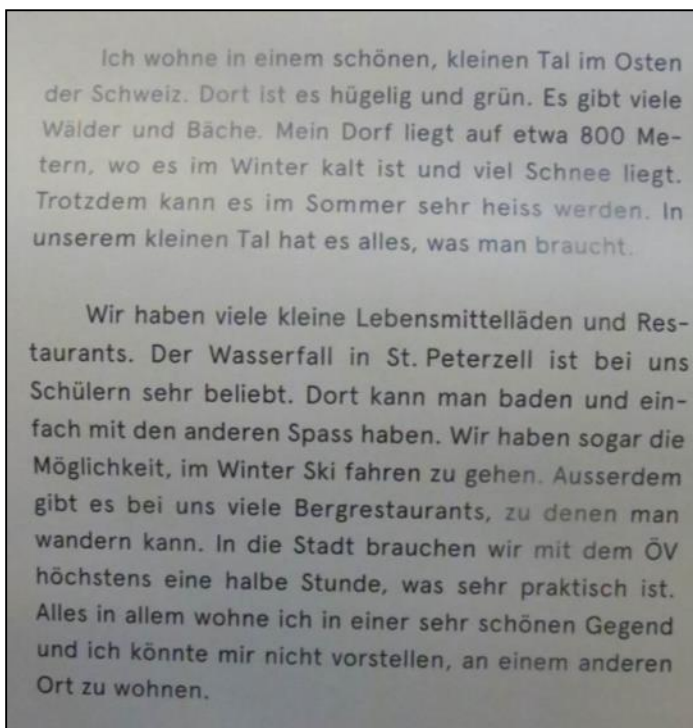 Ich wohne in einem schönen, kleinen Tal im Osten
der Schweiz. Dort ist es hügelig und grün. Es gibt viele
Wälder und Bäche. Mein Dorf liegt auf etwa 800 Me-
tern, wo es im Winter kalt ist und viel Schnee liegt.
Trotzdem kann es im Sommer sehr heiss werden. In
unserem kleinen Tal hat es alles, was man braucht.
Wir haben viele kleine Lebensmittelläden und Res-
taurants. Der Wasserfall in St. Peterzell ist bei uns
Schülern sehr beliebt. Dort kann man baden und ein-
fach mit den anderen Spass haben. Wir haben sogar die
Möglichkeit, im Winter Ski fahren zu gehen. Ausserdem
gibt es bei uns viele Bergrestaurants, zu denen man
wandern kann. In die Stadt brauchen wir mit dem ÖV
höchstens eine halbe Stunde, was sehr praktisch ist.
Alles in allem wohne ich in einer sehr schönen Gegend
und ich könnte mir nicht vorstellen, an einem anderen
Ort zu wohnen.